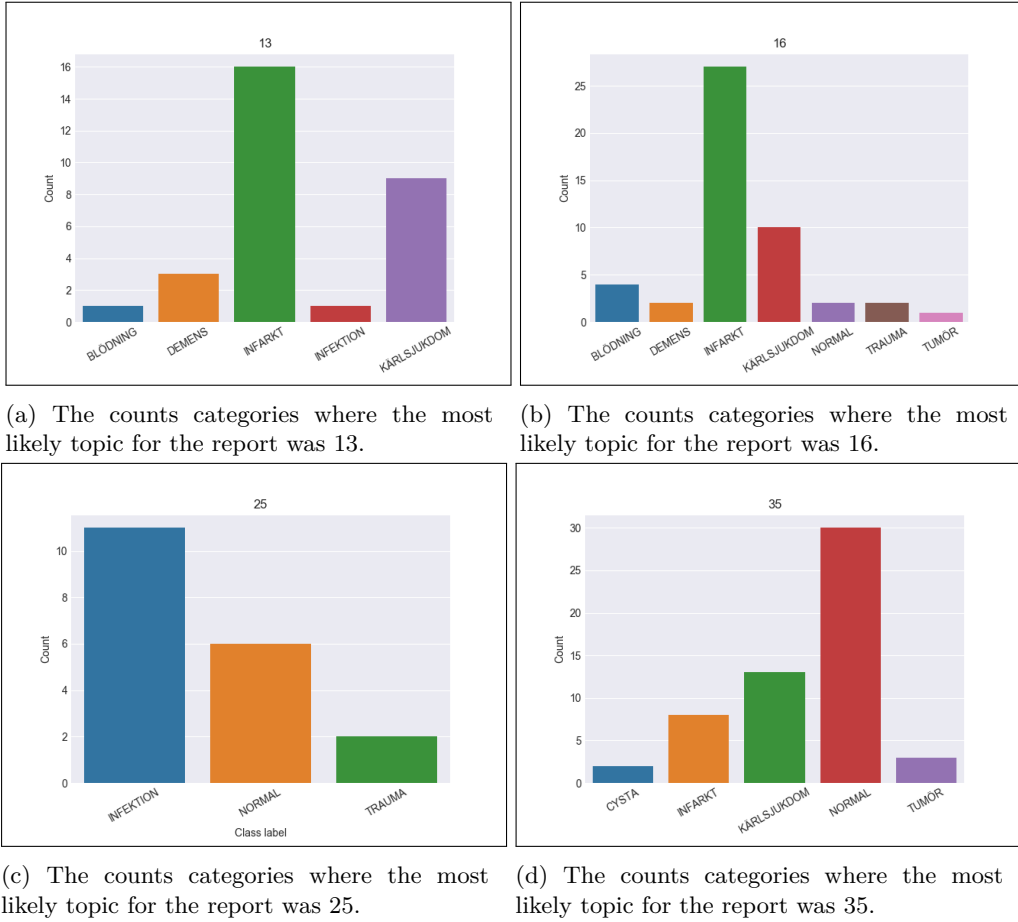 13
16
14
12
10
8
6
4
2
0
Count
BLÖDNING
DEMENS
INFARKT
INFEKTION
KÄRLSJUKDOM
(a) The counts categories where the most
likely topic for the report was 13.
16
25
20
15
10
5
0
Count
BLÖDNING
DEMENS
INFARKT
KÄRLSJUKDOM
NORMAL
TRAUMA
TUMÖR
(b) The counts categories where the most
likely topic for the report was 16.
25
10
8
6
4
2
0
Count
INFEKTION
NORMAL
TRAUMA
Class label
(c) The counts categories where the most
likely topic for the report was 25.
35
30
25
20
15
10
5
0
Count
CYSTA
INFARKT
KÄRLSJUKDOM
NORMAL
TUMÖR
(d) The counts categories where the most
likely topic for the report was 35.